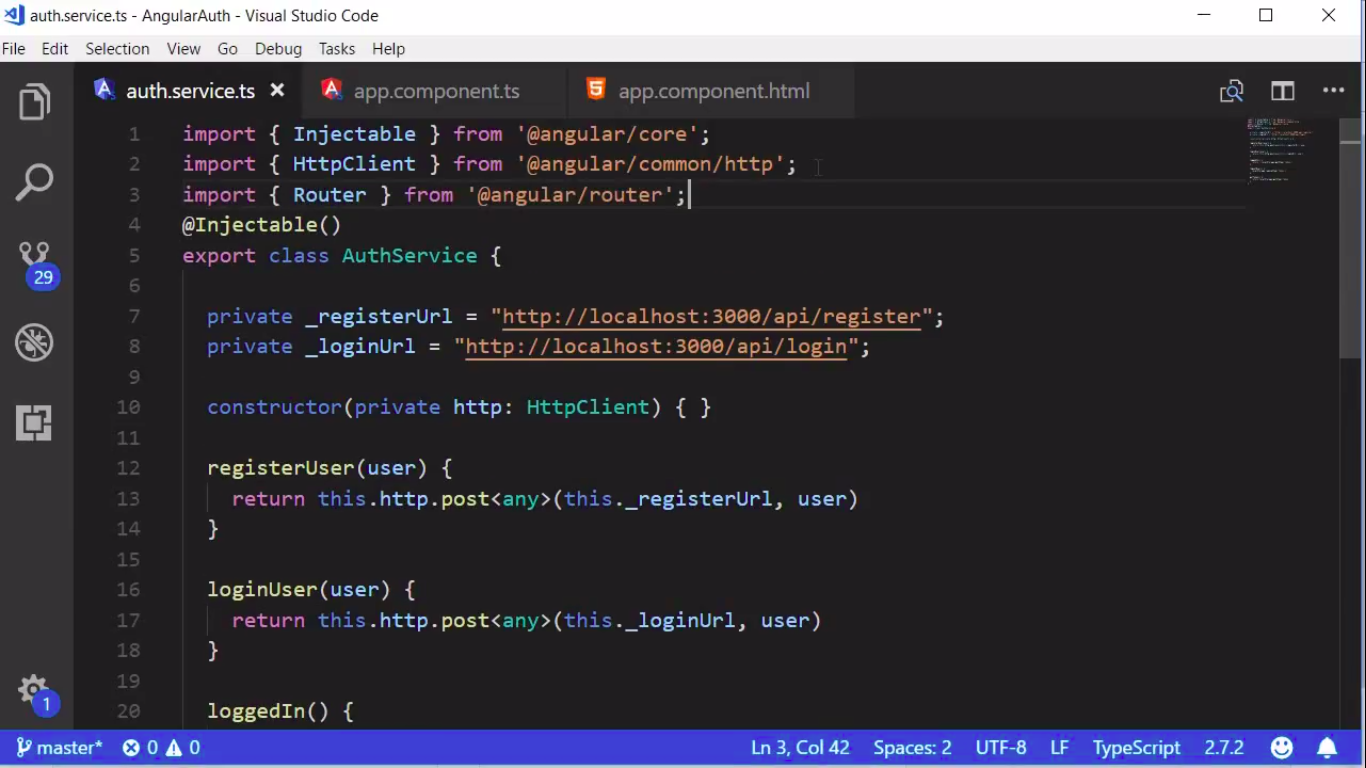 auth.service.ts - AngularAuth - Visual Studio Code
File Edit Selection View Go Debug Tasks Help
auth.service.ts app.component.ts app.component.html
1 import { Injectable } from '@angular/core';
2 import { HttpClient } from '@angular/common/http';
3 import { Router } from '@angular/router';
4 @Injectable()
5 export class AuthService {
6
7 private _registerUrl = "http://localhost:3000/api/register";
8 private _loginUrl = "http://localhost:3000/api/login";
9
10 constructor(private http: HttpClient) { }
11
12 registerUser(user) {
13 return this.http.post<any>(this._registerUrl, user)
14 }
15
16 loginUser(user) {
17 return this.http.post<any>(this._loginUrl, user)
18 }
19
20 loggedIn() {
29
1
master* 0 0 Ln 3, Col 42 Spaces: 2 UTF-8 LF TypeScript 2.7.2